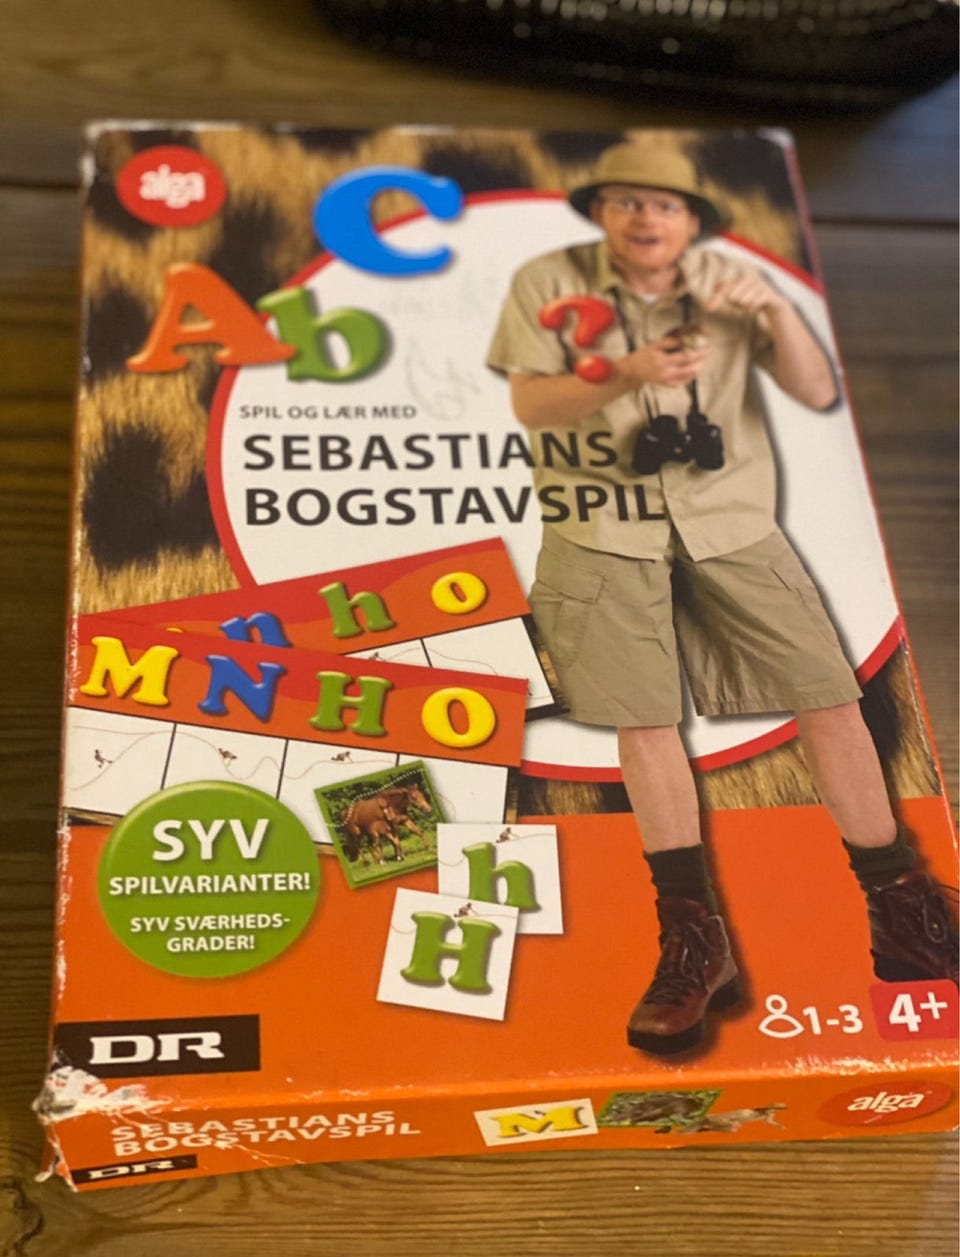 alga
C
A b
?
SPIL OG LÆR MED
SEBASTIANS
BOGSTAVSPIL
n h o
M N H O
SYV
SPILVARIANTER!
SYV SVÆRHEDS-
GRADER!
h
H
1-3
4+
DR
SEBASTIANS
BOGSTAVSPIL
M
alga
DR